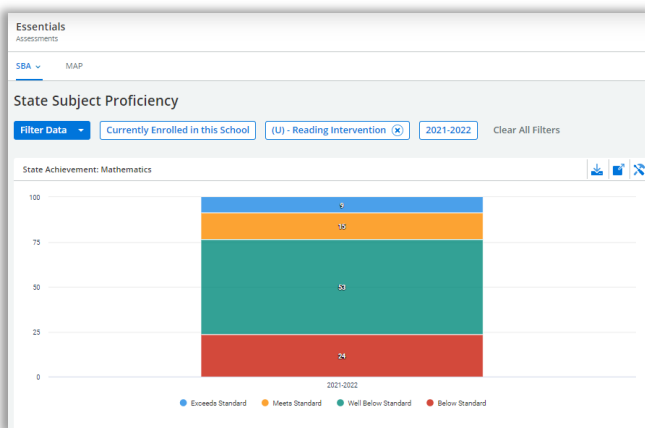 Essentials
Assessments
SBA MAP
State Subject Proficiency
Filter Data Currently Enrolled in this School (U) - Reading Intervention 2021-2022 Clear All Filters
State Achievement: Mathematics
100
9
15
75
53
50
25
24
0
2021-2022
Exceeds Standard Meets Standard Well Below Standard Below Standard